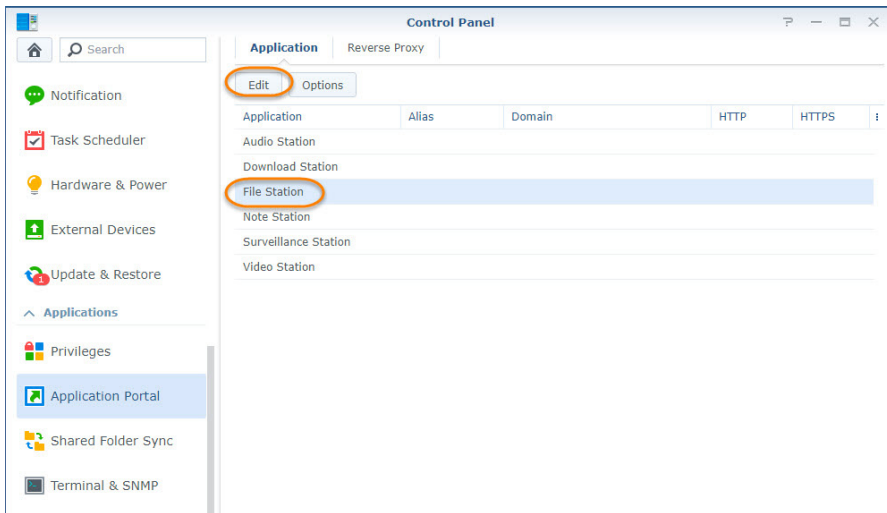 Control Panel
Search
Notification
Task Scheduler
Hardware & Power
External Devices
Update & Restore
1
Applications
Privileges
Application Portal
Shared Folder Sync
Terminal & SNMP
Application Reverse Proxy
Edit Options
Application Alias Domain HTTP HTTPS
Audio Station
Download Station
File Station
Note Station
Surveillance Station
Video Station